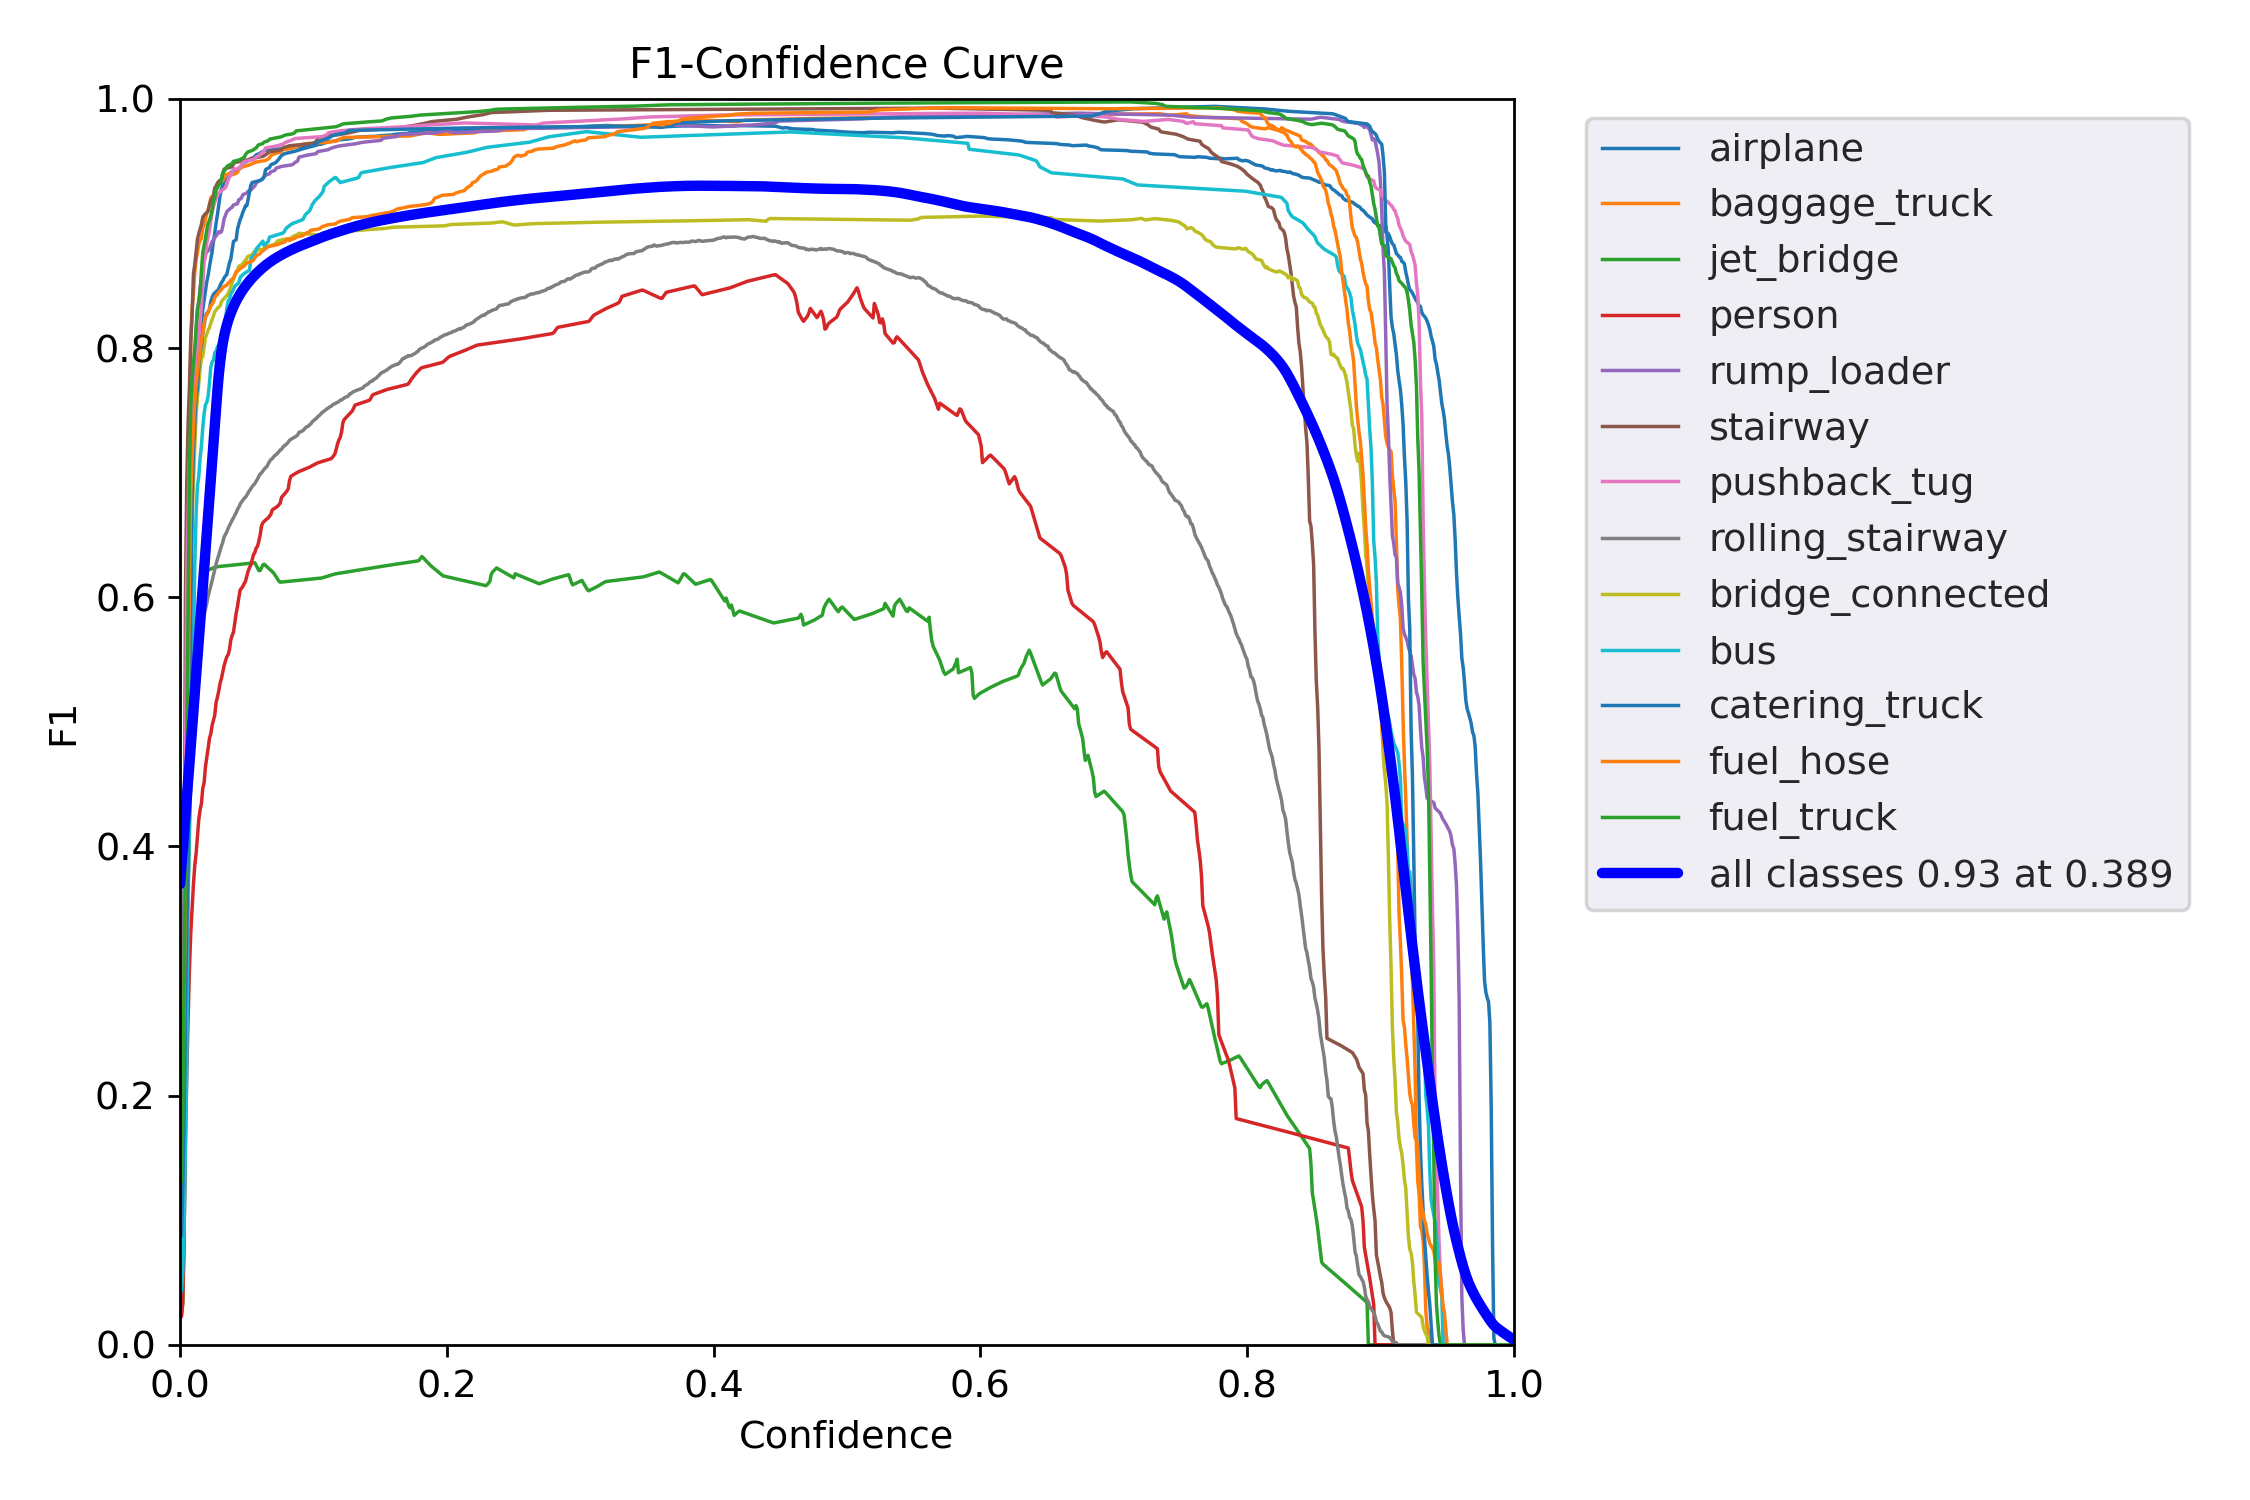 F1-Confidence Curve
1.0
0.8
0.6
0.4
0.2
0.0
F1
0.0 0.2 0.4 0.6 0.8 1.0
Confidence
airplane
baggage_truck
jet_bridge
person
rump_loader
stairway
pushback_tug
rolling_stairway
bridge_connected
bus
catering_truck
fuel_hose
fuel_truck
all classes 0.93 at 0.389